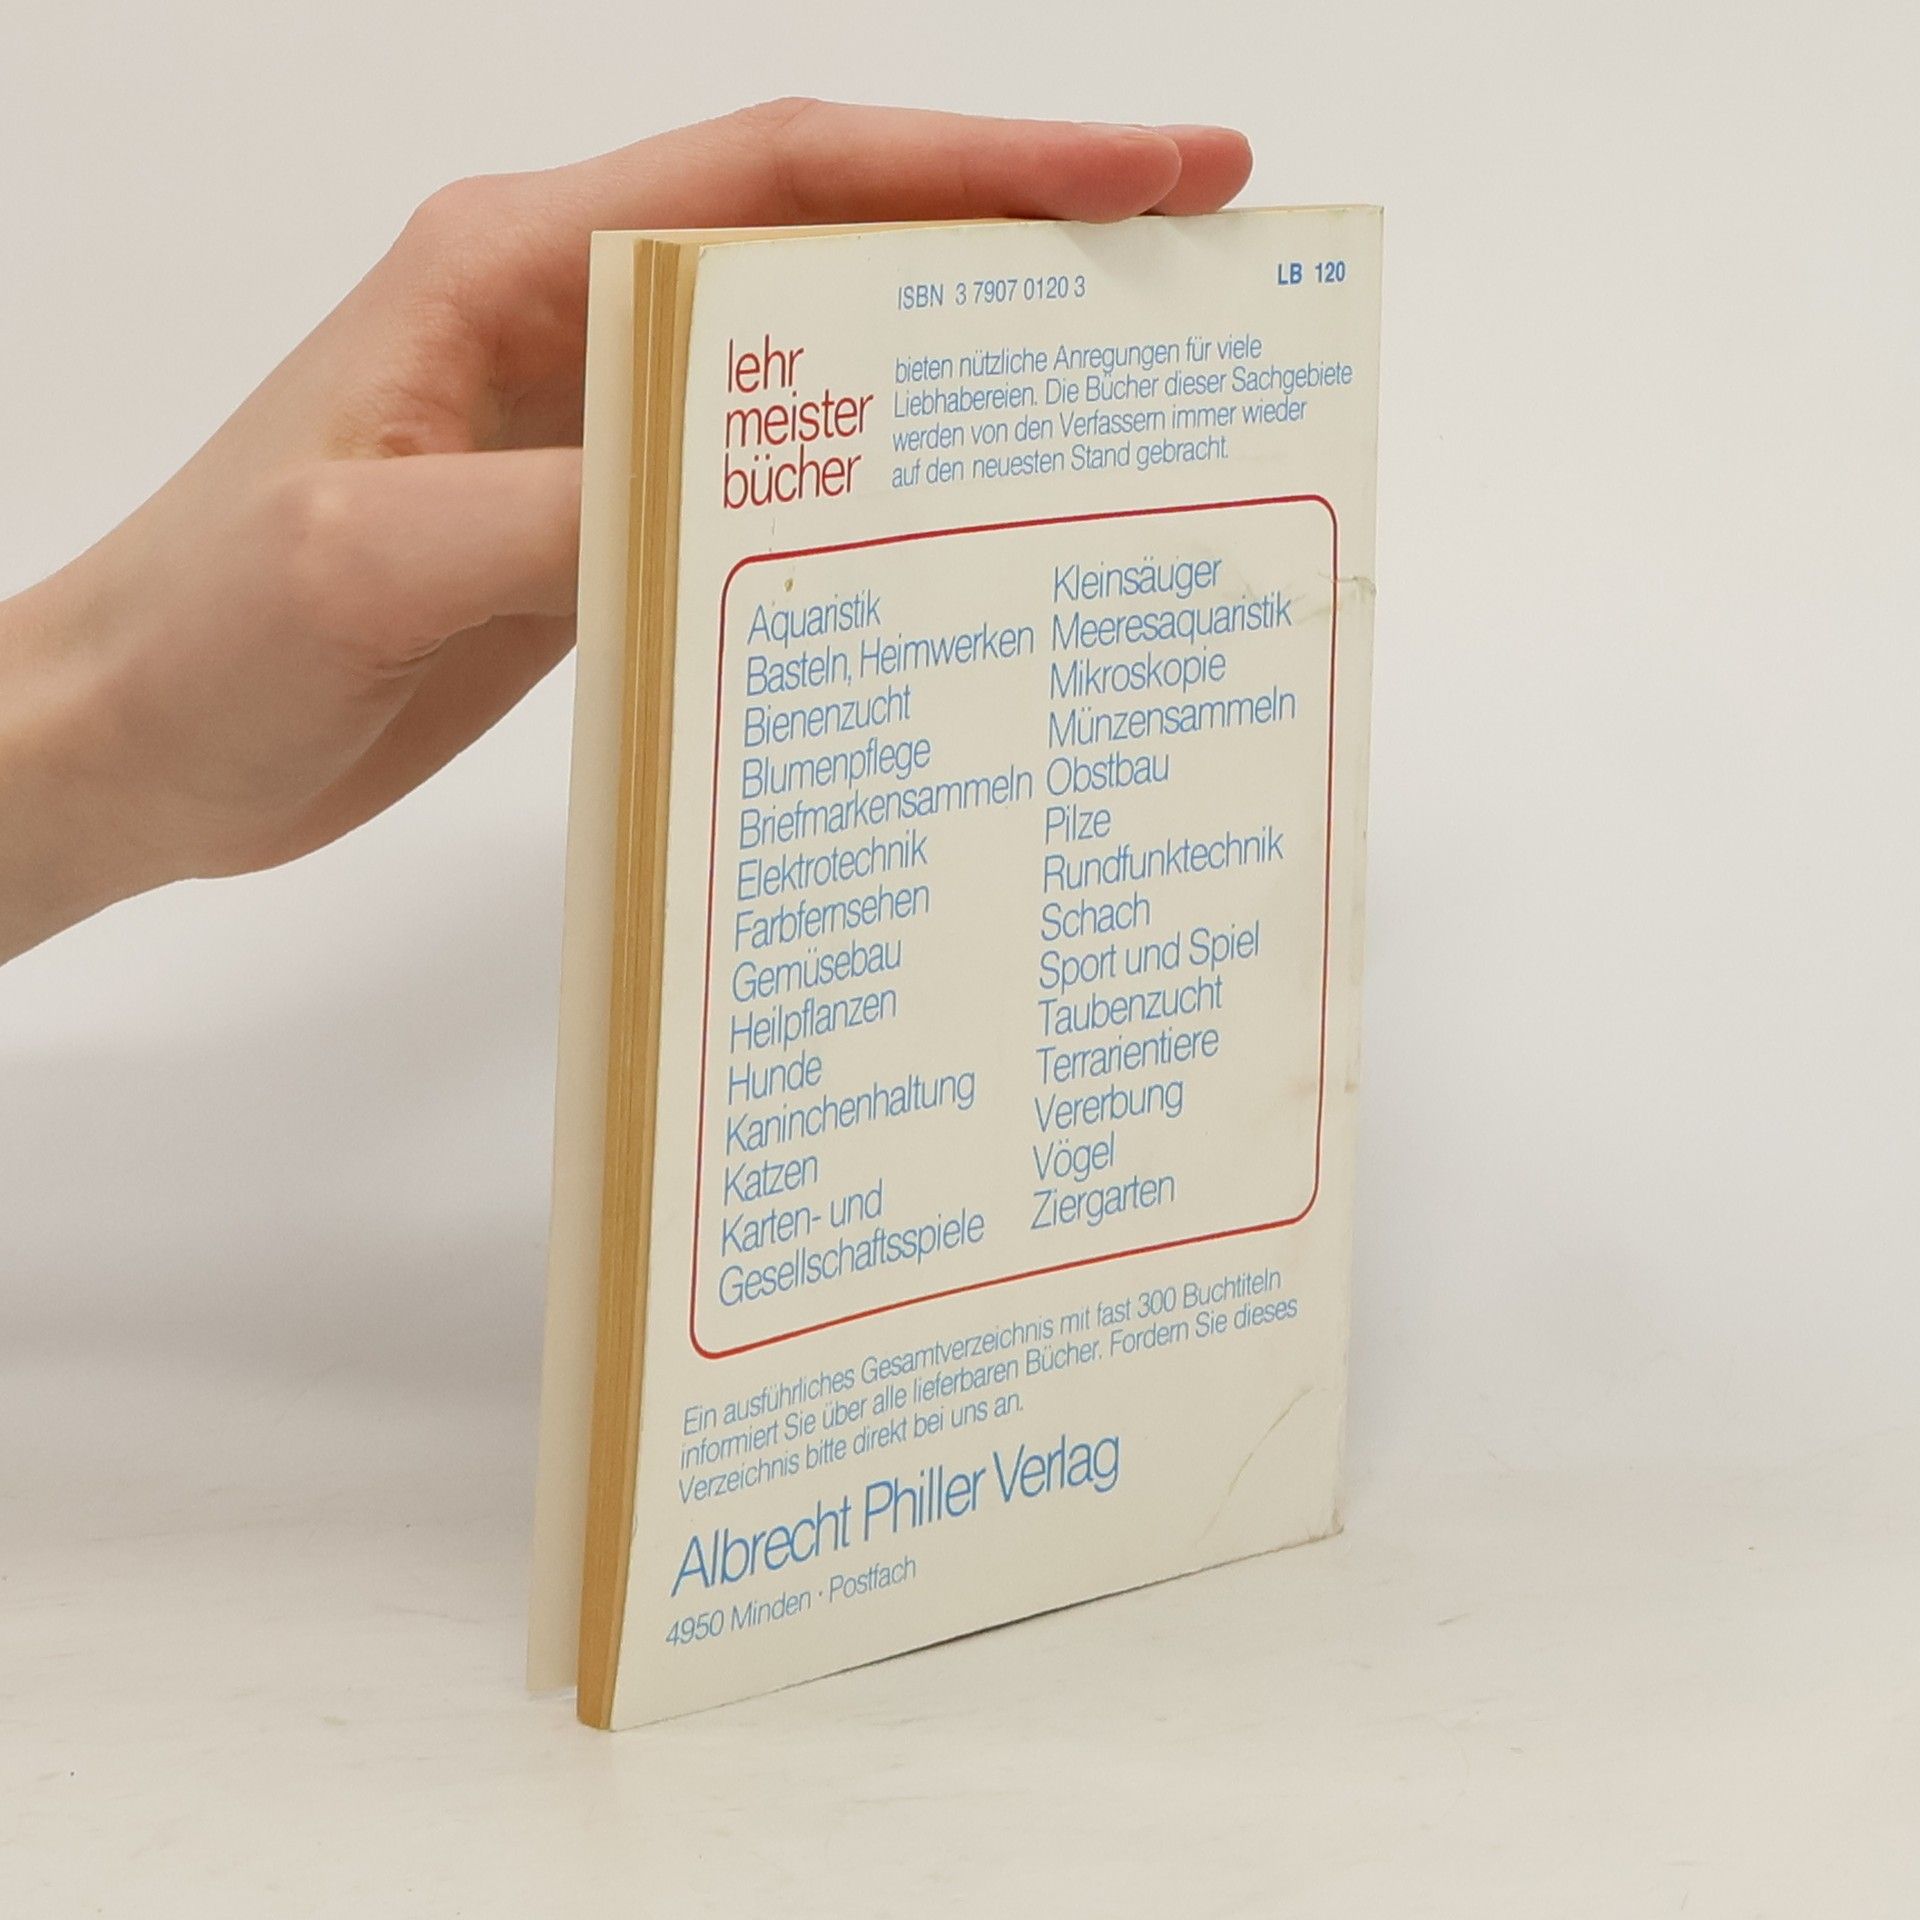 ISBN 3 7907 0120 3
LB 120
lehr
meister
bücher
bieten nützliche Anregungen für viele
Liebhabereien. Die Bücher dieser Sachgebiete
werden von den Verfassern immer wieder
auf den neuesten Stand gebracht.
Aquaristik
Basteln, Heimwerken
Bienenzucht
Blumenpflege
Briefmarkensammeln
Elektrotechnik
Farbfernsehen
Gemüsebau
Heilpflanzen
Hunde
Kaninchenhaltung
Katzen
Karten- und
Gesellschaftsspiele
Kleinsäuger
Meeresaquaristik
Mikroskopie
Münzensammeln
Obstbau
Pilze
Rundfunktechnik
Schach
Sport und Spiel
Taubenzucht
Terrarientiere
Vererbung
Vögel
Ziergarten
Ein ausführliches Gesamtverzeichnis mit fast 300 Buchtiteln
informiert Sie über alle lieferbaren Bücher. Fordern Sie dieses
Verzeichnis bitte direkt bei uns an.
Albrecht Philler Verlag
4950 Minden · Postfach